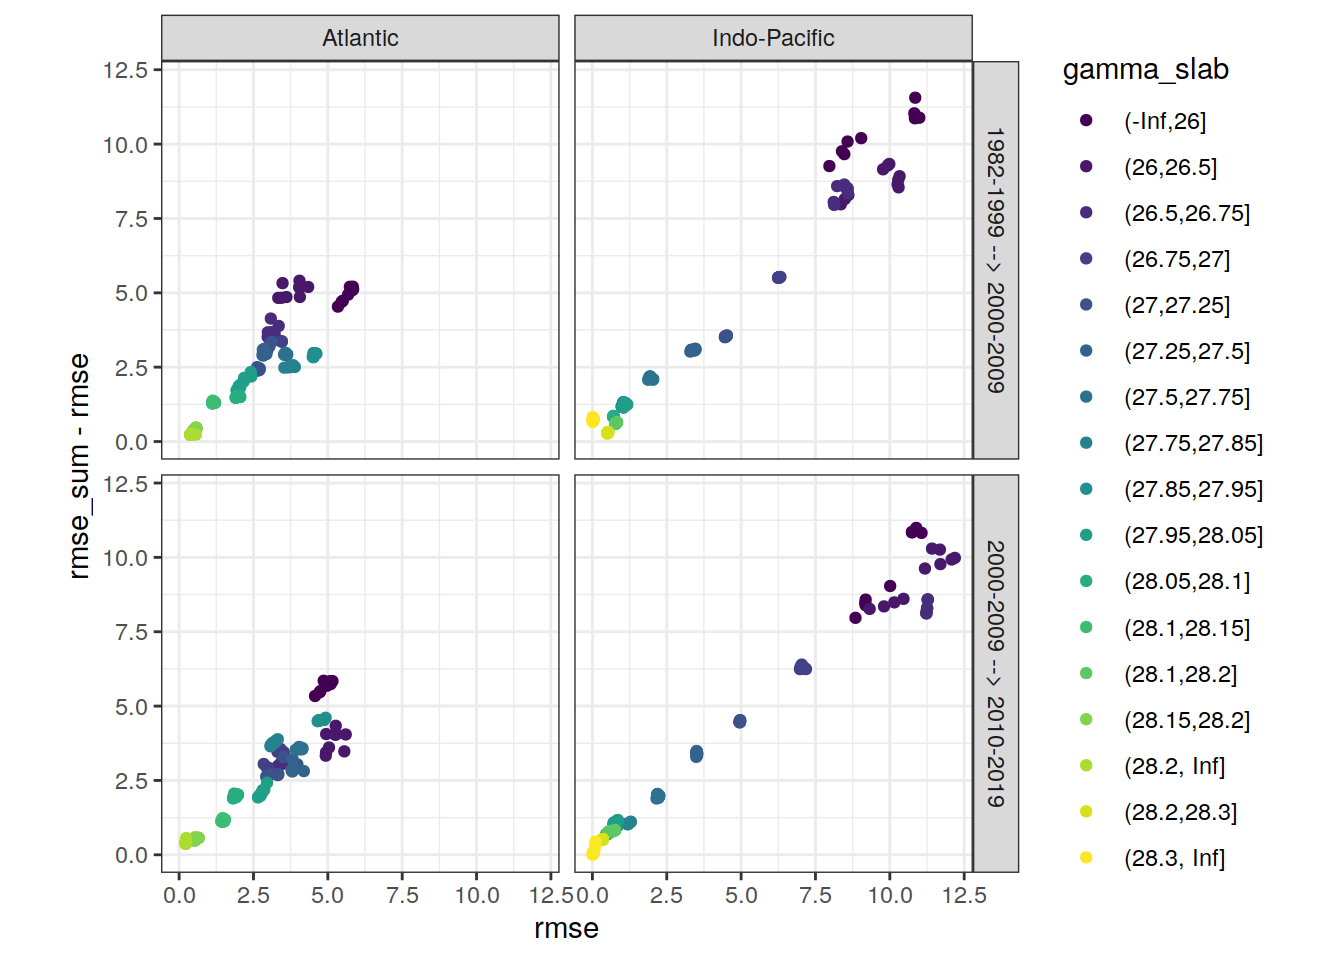 Atlantic
Indo-Pacific
12.5
10.0
7.5
5.0
2.5
0.0
1982-1999 --> 2000-2009
12.5
10.0
7.5
5.0
2.5
0.0
2000-2009 --> 2010-2019
rmse_sum - rmse
0.0 2.5 5.0 7.5 10.0 12.5
0.0 2.5 5.0 7.5 10.0 12.5
rmse
gamma_slab
(-Inf,26]
(26,26.5]
(26.5,26.75]
(26.75,27]
(27,27.25]
(27.25,27.5]
(27.5,27.75]
(27.75,27.85]
(27.85,27.95]
(27.95,28.05]
(28.05,28.1]
(28.1,28.15]
(28.1,28.2]
(28.15,28.2]
(28.2, Inf]
(28.2,28.3]
(28.3, Inf]